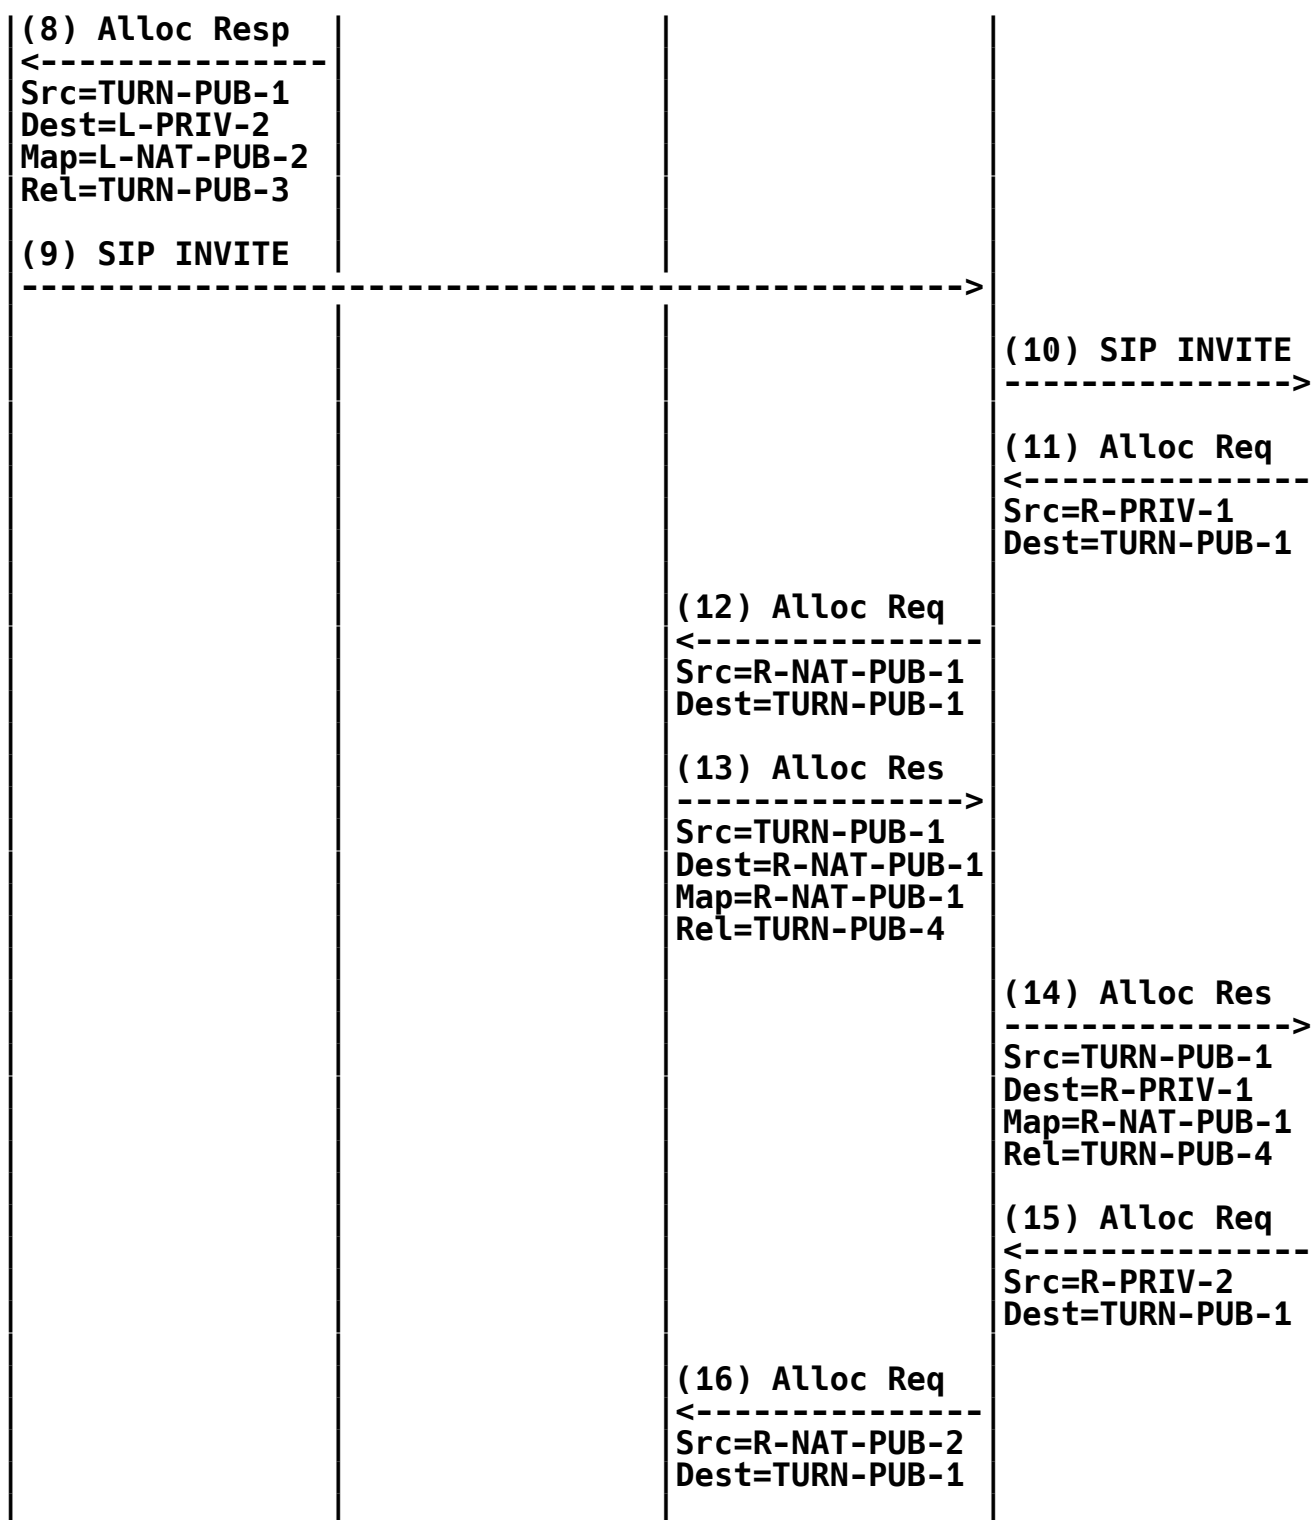 (8) Alloc Resp
<---------------
Src=TURN-PUB-1
Dest=L-PRIV-2
Map=L-NAT-PUB-2
Rel=TURN-PUB-3
(9) SIP INVITE
------------------------------------------------->
(10) SIP INVITE
--------------->
(11) Alloc Req
<---------------
Src=R-PRIV-1
Dest=TURN-PUB-1
(12) Alloc Req
<---------------
Src=R-NAT-PUB-1
Dest=TURN-PUB-1
(13) Alloc Res
--------------->
Src=TURN-PUB-1
Dest=R-NAT-PUB-1
Map=R-NAT-PUB-1
Rel=TURN-PUB-4
(14) Alloc Res
--------------->
Src=TURN-PUB-1
Dest=R-PRIV-1
Map=R-NAT-PUB-1
Rel=TURN-PUB-4
(15) Alloc Req
<---------------
Src=R-PRIV-2
Dest=TURN-PUB-1
(16) Alloc Req
<---------------
Src=R-NAT-PUB-2
Dest=TURN-PUB-1